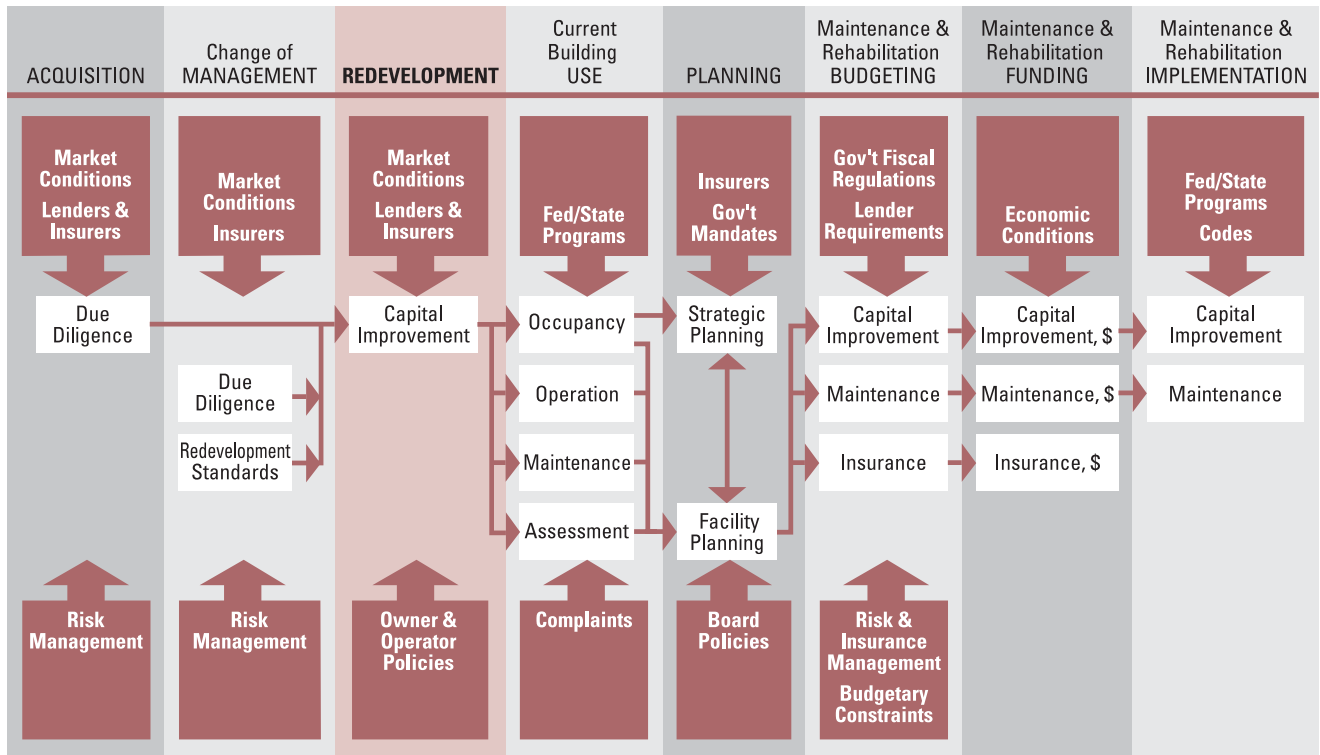 ACQUISITION
Change of
MANAGEMENT
REDEVELOPMENT
Current
Building
USE
PLANNING
Maintenance &
Rehabilitation
BUDGETING
Maintenance &
Rehabilitation
FUNDING
Maintenance &
Rehabilitation
IMPLEMENTATION
Market
Conditions
Lenders &
Insurers
Market
Conditions
Insurers
Market
Conditions
Lenders &
Insurers
Fed/State
Programs
Insurers
Gov't
Mandates
Gov't Fiscal
Regulations
Lender
Requirements
Economic
Conditions
Fed/State
Programs
Codes
Due
Diligence
Due
Diligence
Redevelopment
Standards
Capital
Improvement
Occupancy
Operation
Maintenance
Assessment
Strategic
Planning
Facility
Planning
Capital
Improvement
Maintenance
Insurance
Capital
Improvement, $
Maintenance, $
Insurance, $
Capital
Improvement
Maintenance
Risk
Management
Risk
Management
Owner &
Operator
Policies
Complaints
Board
Policies
Risk &
Insurance
Management
Budgetary
Constraints